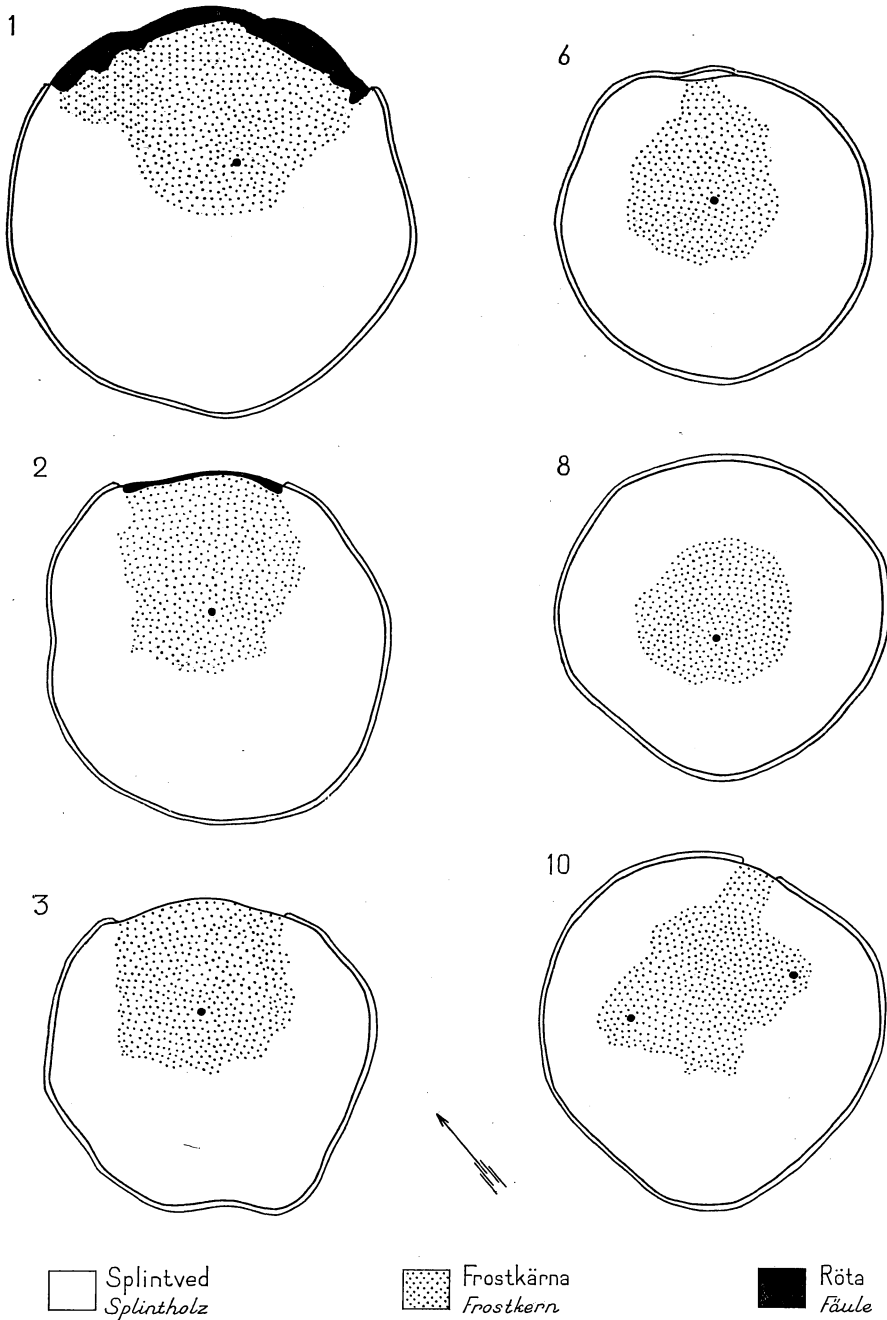 1
6
2
8
3
10
Splintved
Splintholz
Frostkärna
Frostkern
Röta
Fäule